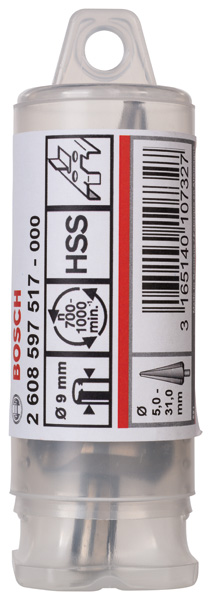 BOSCH
2 608 597 517 - 000
HSS
n
700-
1000
min.-1
Ø 9 mm
3 165140 107327
Ø
5,0-
31,0
mm